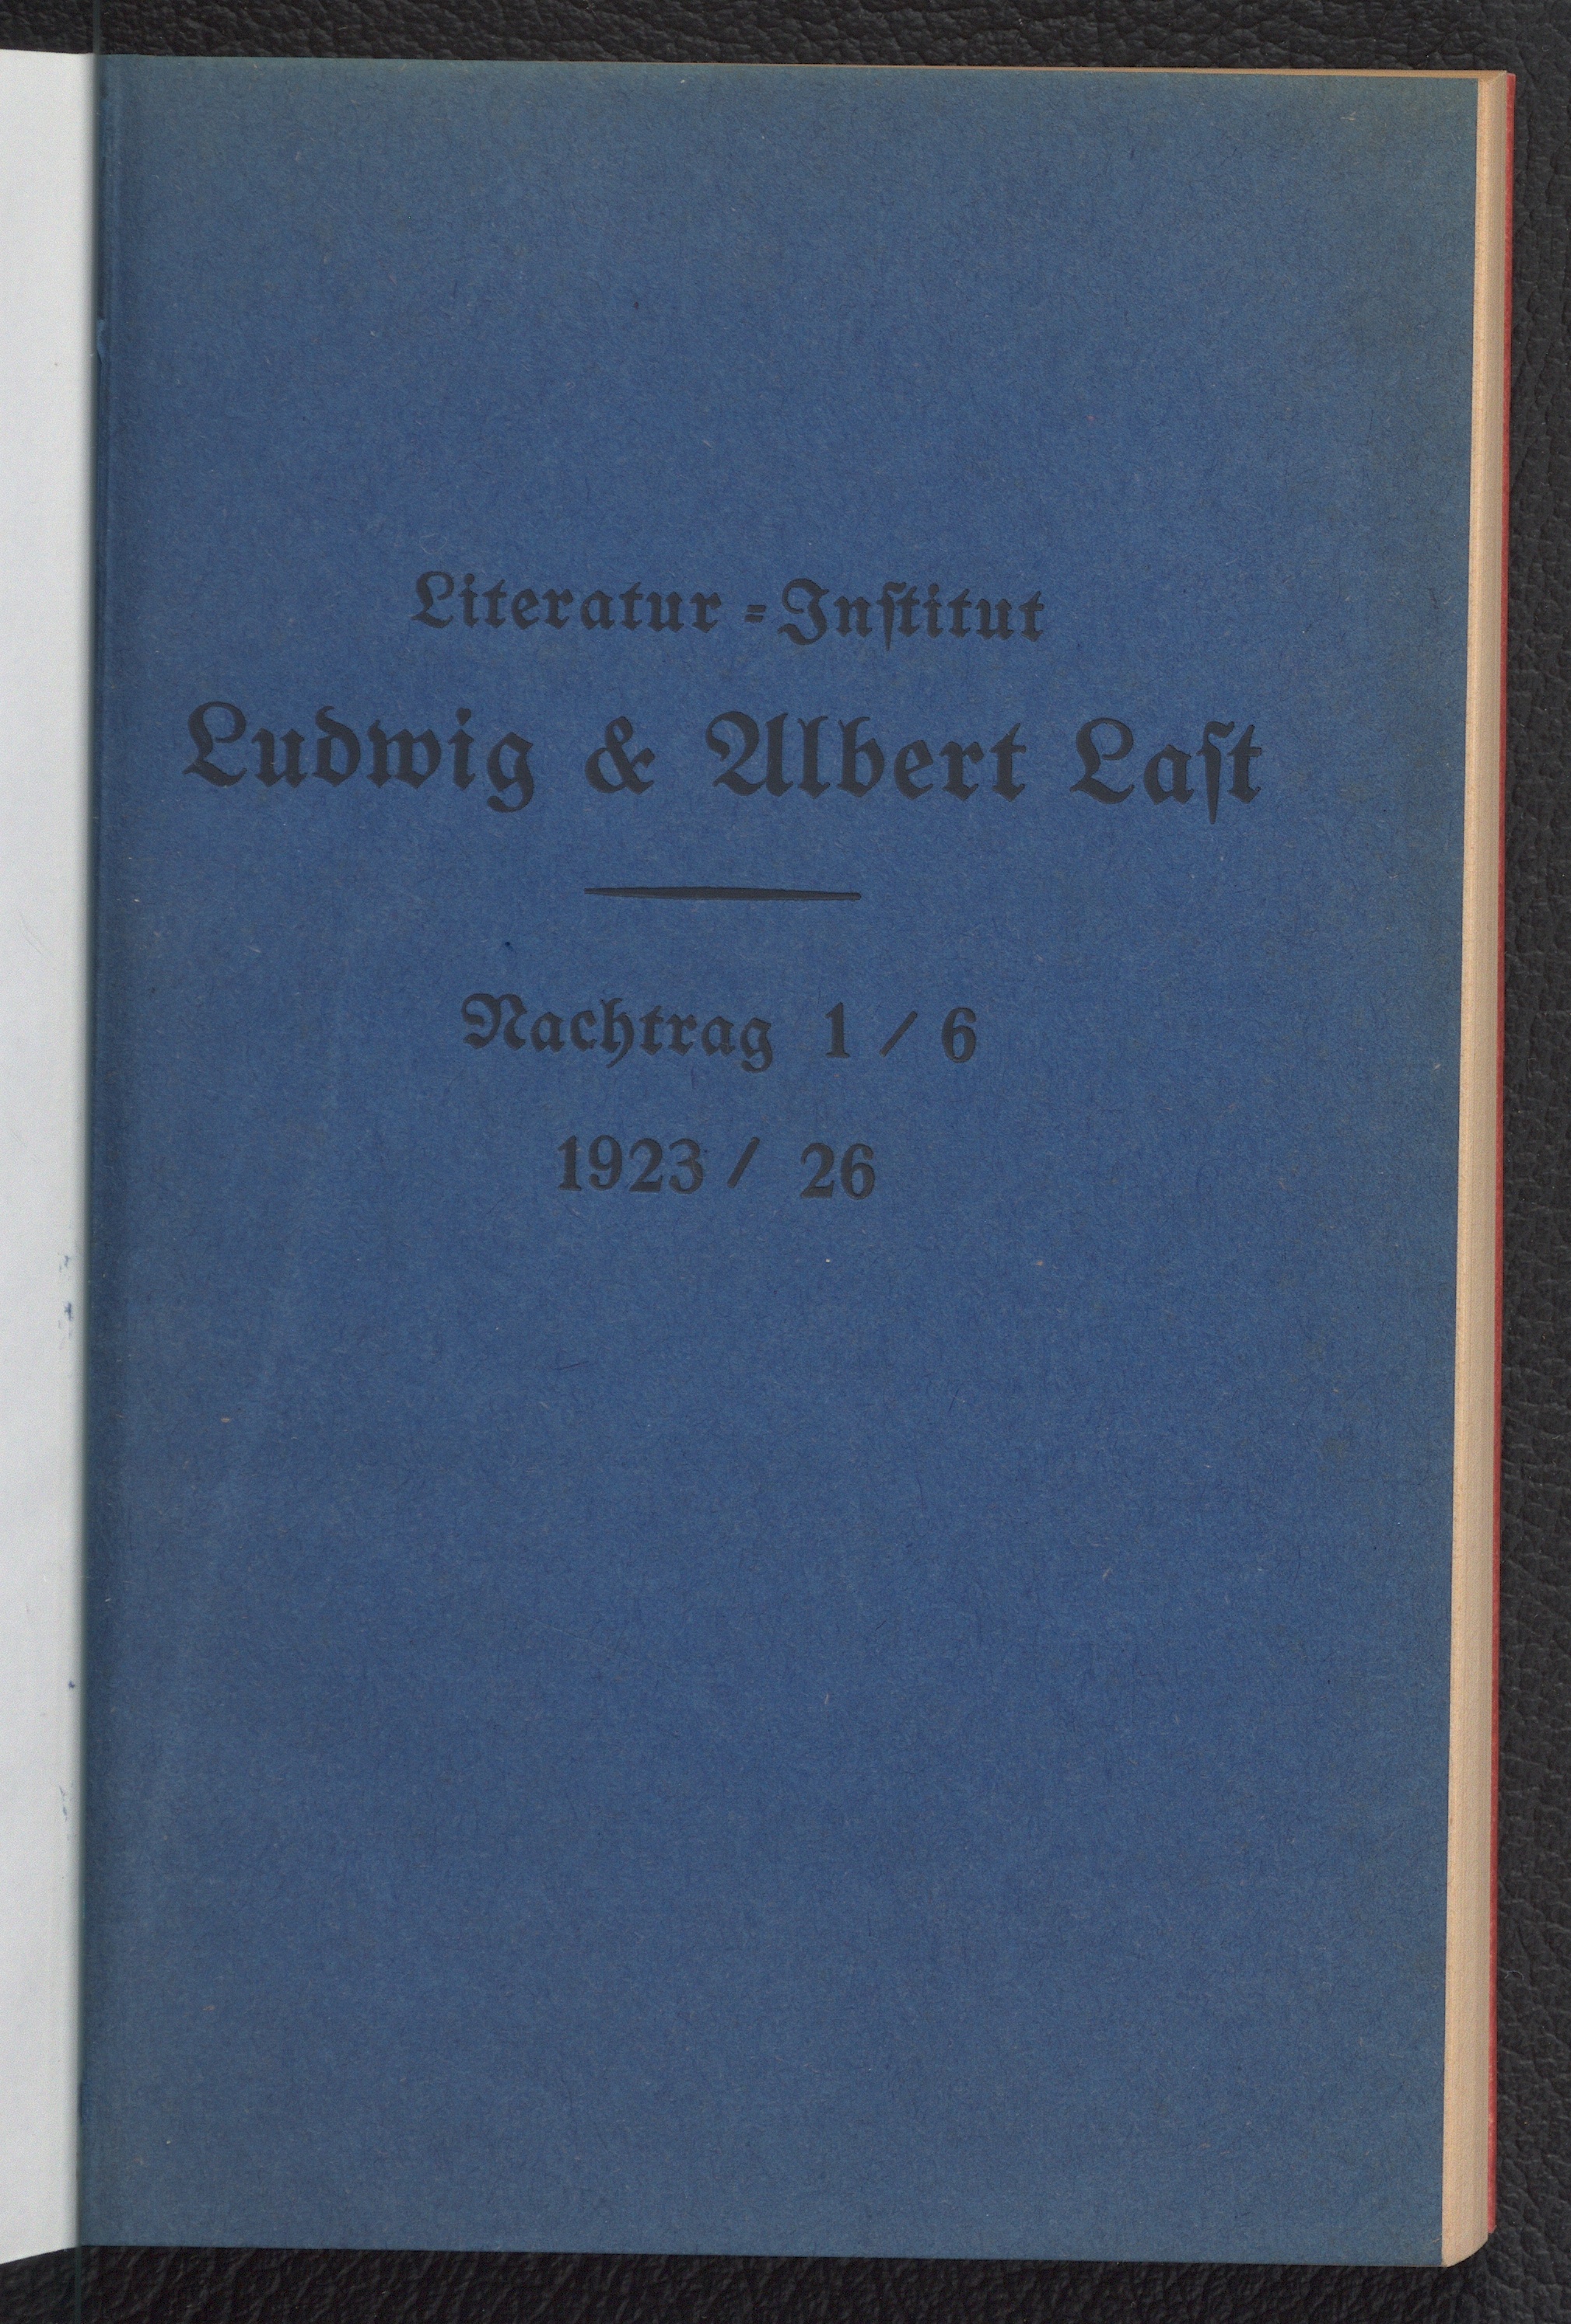 Literatur-Institut
Ludwig & Albert Last
Nachtrag 1 / 6
1923 / 26